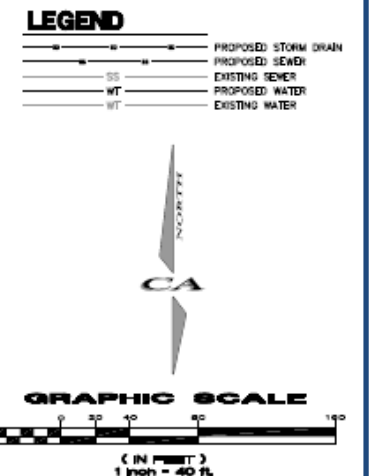 LEGEND
PROPOSED STORM DRAIN
PROPOSED SEWER
SS EXISTING SEWER
WT PROPOSED WATER
WT EXISTING WATER
NORTH
CA
GRAPHIC SCALE
0 20 40 80 160
( IN FEET )
1 inch = 40 ft.